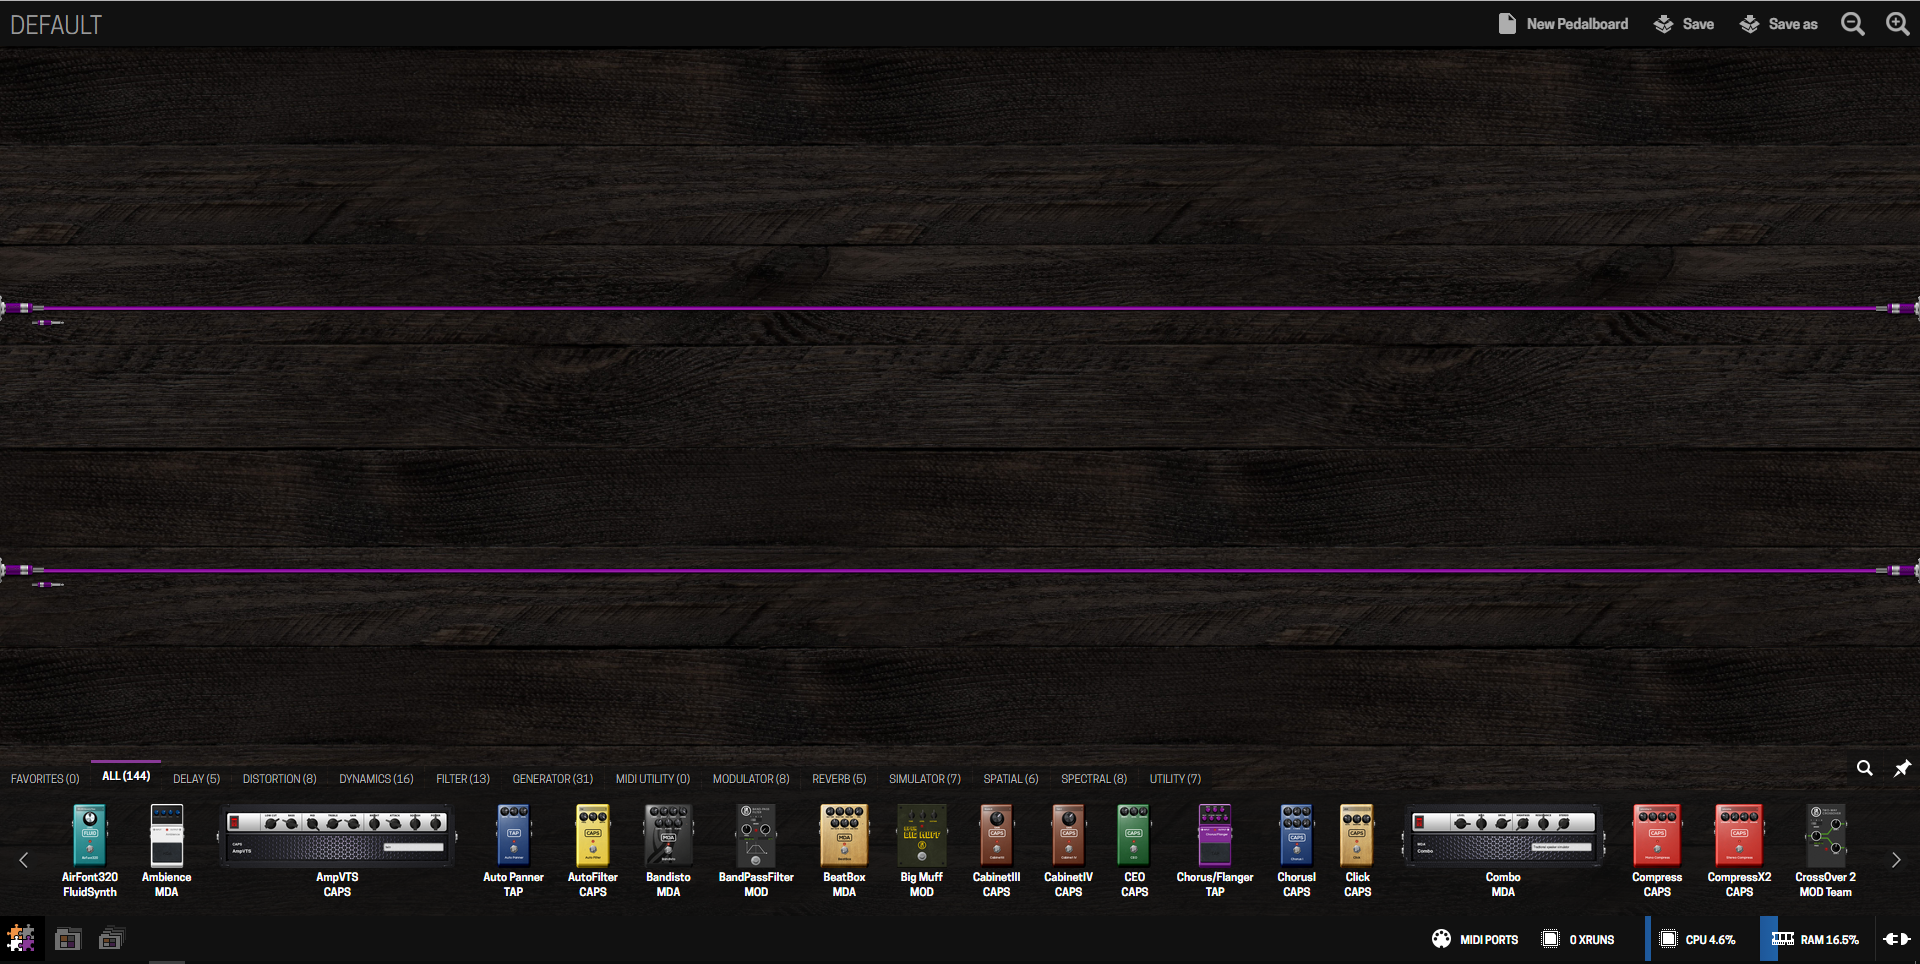 DEFAULT
New Pedalboard
Save
Save as
FAVORITES (0)
ALL (144)
DELAY (5)
DISTORTION (8)
DYNAMICS (16)
FILTER (13)
GENERATOR (31)
MIDI UTILITY (0)
MODULATOR (8)
REVERB (5)
SIMULATOR (7)
SPATIAL (6)
SPECTRAL (8)
UTILITY (7)
AirFont320
FluidSynth
Ambience
MDA
AmpVTS
CAPS
Auto Panner
TAP
AutoFilter
CAPS
Bandisto
MDA
BandPassFilter
MOD
BeatBox
MDA
Big Muff
MOD
CabinetIII
CAPS
CabinetIV
CAPS
CEO
CAPS
Chorus/Flanger
TAP
ChorusI
CAPS
Click
CAPS
Combo
MDA
Compress
CAPS
CompressX2
CAPS
CrossOver 2
MOD Team
MIDI PORTS
0 XRUNS
CPU 4.6%
RAM 16.5%